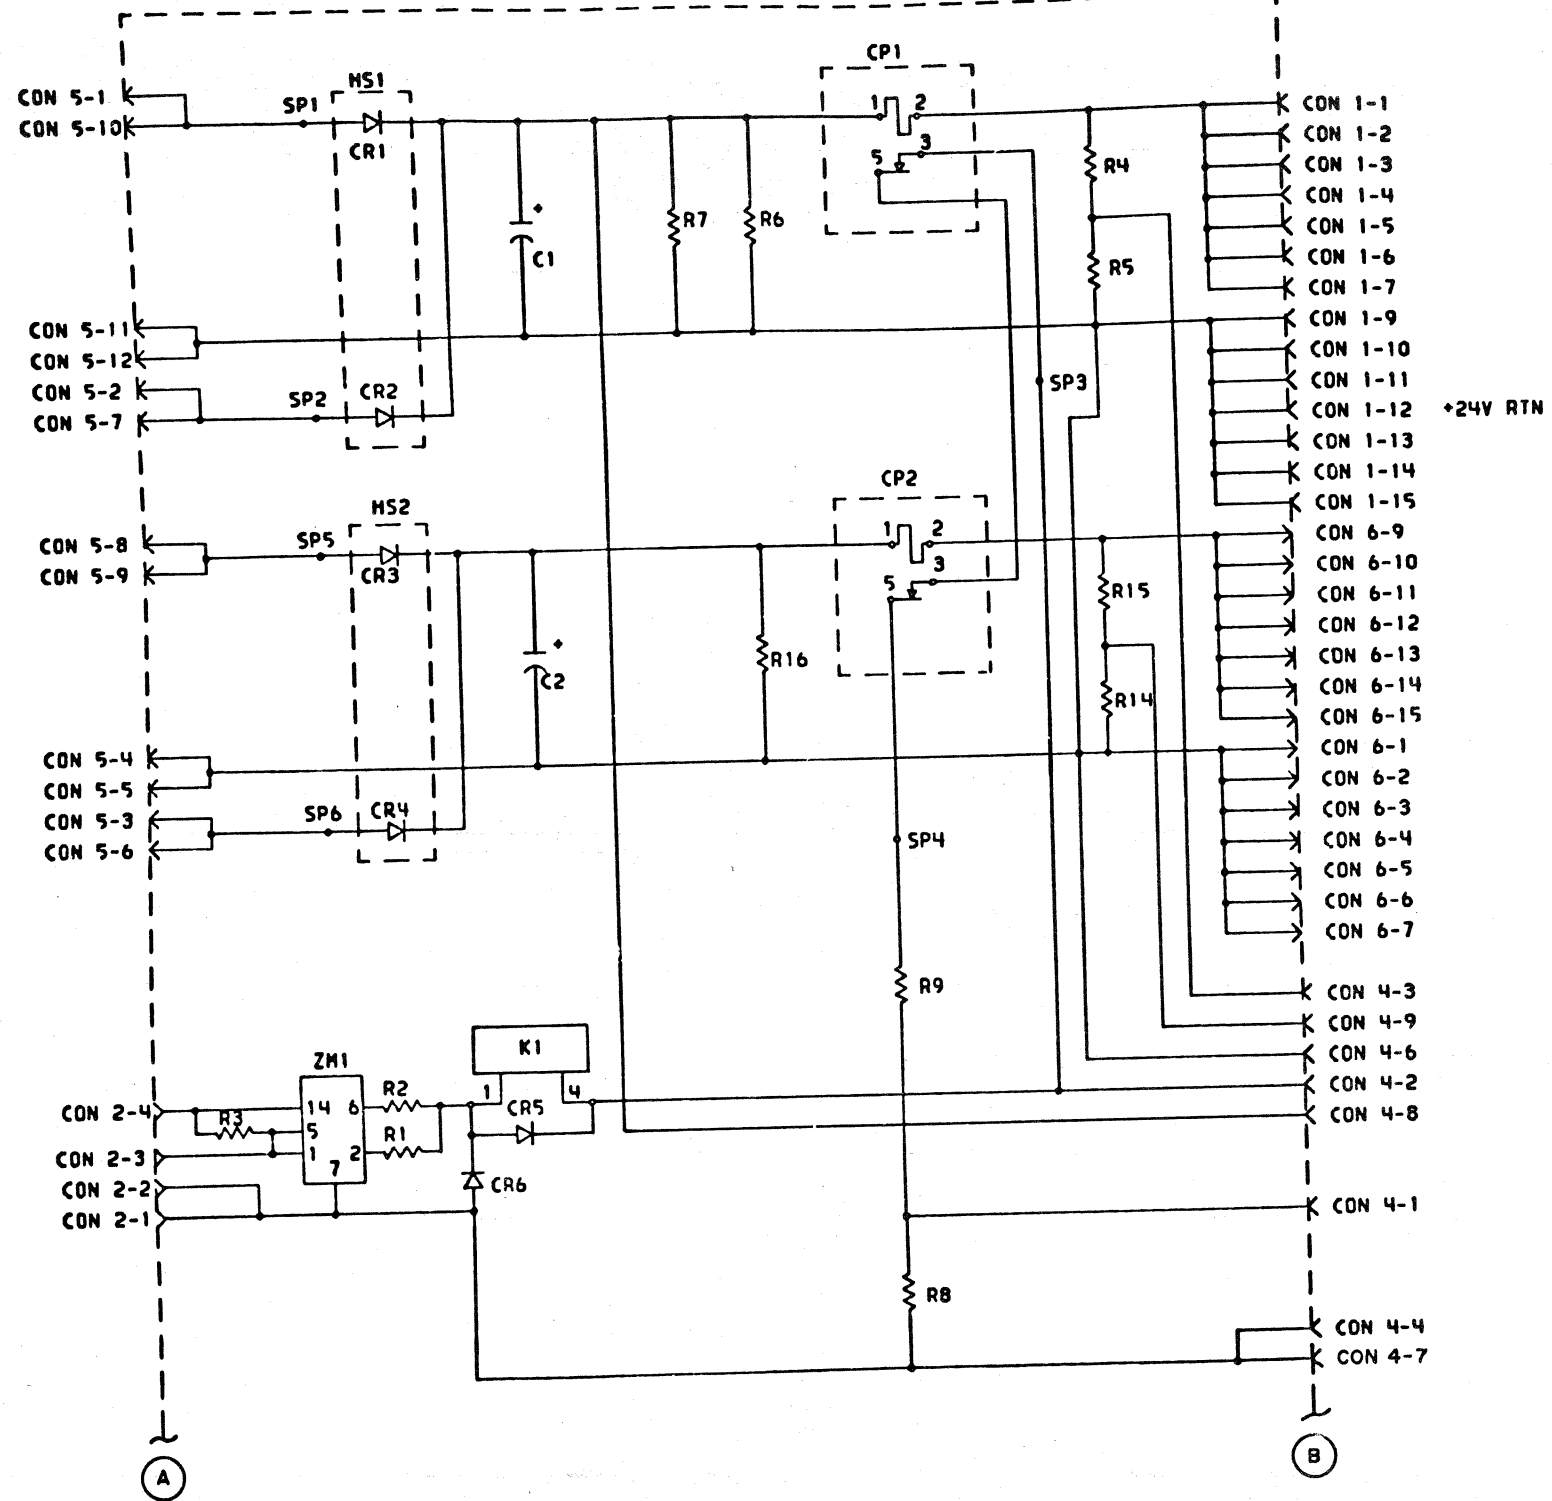 CP1
CON 5-1
MS1
SP1
1
2
CON 1-1
CON 5-10
CON 1-2
CR1
3
5
R4
CON 1-3
CON 1-4
R7
R6
CON 1-5
+
C1
CON 1-6
R5
CON 1-7
CON 5-11
CON 1-9
CON 5-12
CON 1-10
CON 5-2
CR2
SP2
SP3
CON 1-11
CON 5-7
CON 1-12 +24V RTN
CON 1-13
CP2
CON 1-14
MS2
CON 1-15
CON 5-8
SP5
1
2
CON 6-9
CON 5-9
CR3
3
5
CON 6-10
R15
CON 6-11
CON 6-12
+
R16
CON 6-13
C2
CON 6-14
R14
CON 6-15
CON 5-4
CON 6-1
CON 5-5
CON 6-2
CON 5-3
SP6
CR4
CON 6-3
CON 5-6
SP4
CON 6-4
CON 6-5
CON 6-6
CON 6-7
R9
CON 4-3
CON 4-9
K1
ZM1
CON 4-6
1
4
CON 4-2
CON 2-4
R3
14
6
R2
CR5
CON 4-8
5
R1
CON 2-3
1
2
7
CON 2-2
CR6
CON 2-1
CON 4-1
R8
CON 4-4
CON 4-7
A
B